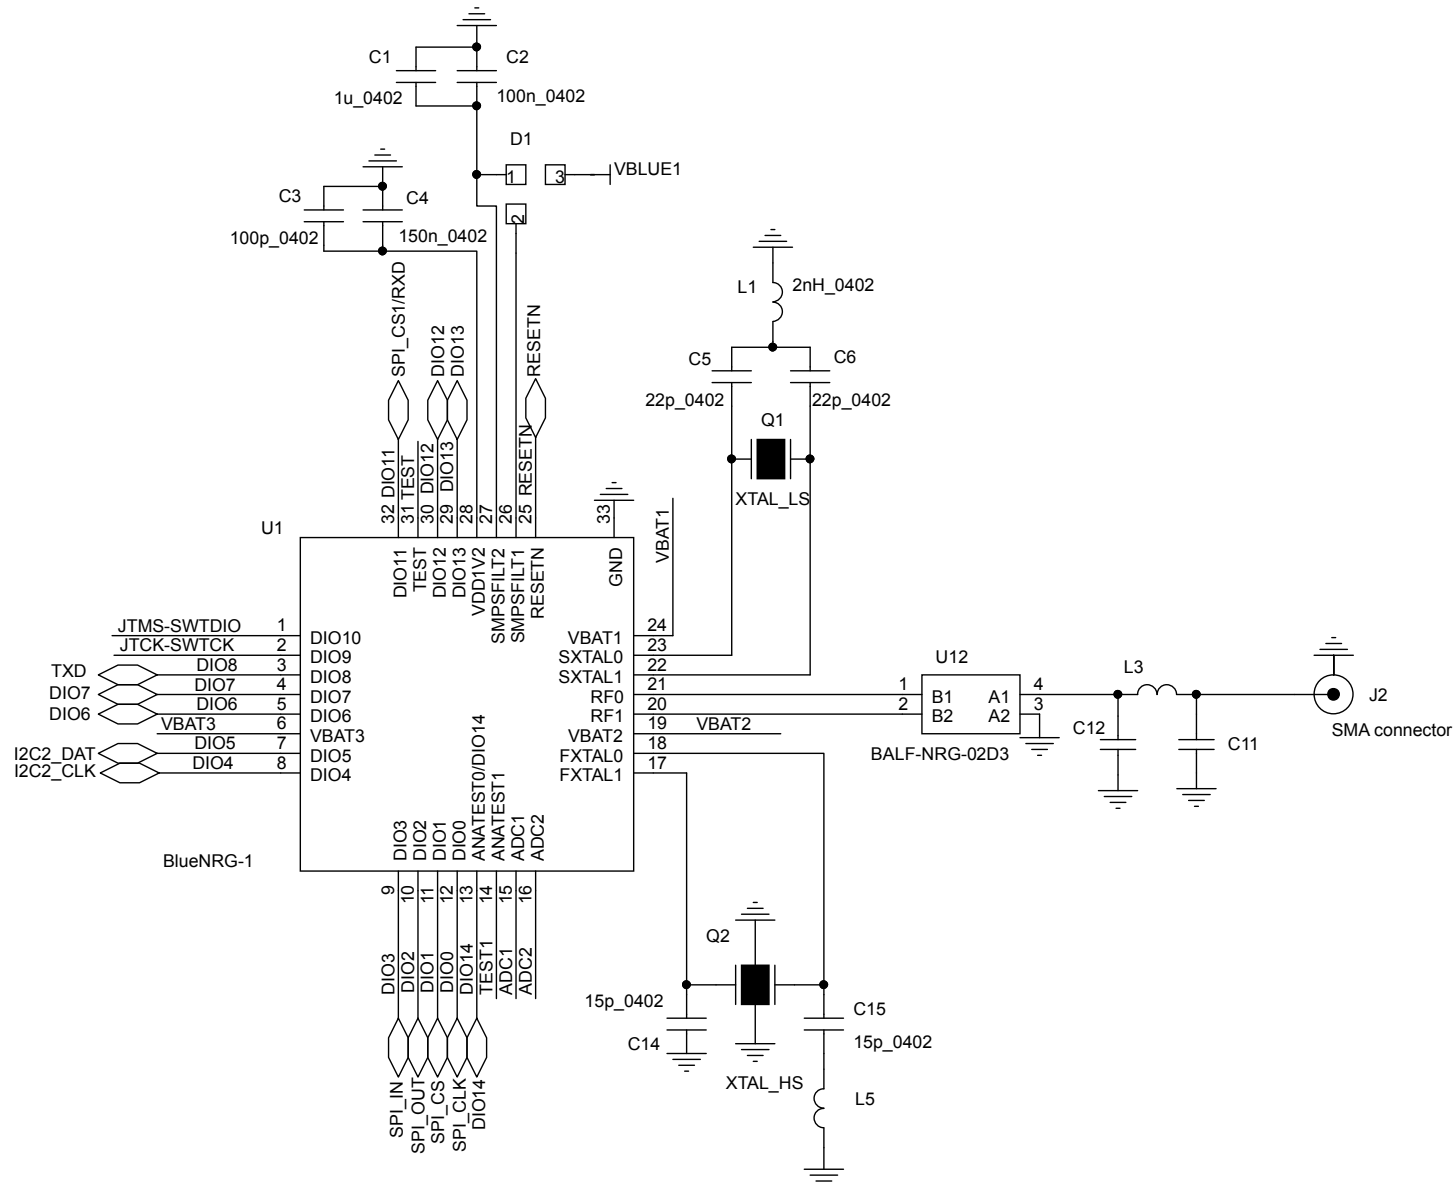 C1
C2
1u_0402
100n_0402
D1
1
3
VBLUE1
2
C3
C4
100p_0402
150n_0402
L1
2nH_0402
C5
C6
22p_0402
22p_0402
Q1
XTAL_LS
SPI_CS1/RXD
DIO12
DIO13
RESETN
32
DIO11
31
TEST
30
DIO12
29
DIO13
28
27
26
25
RESETN
33
VBAT1
U1
DIO11
TEST
DIO12
DIO13
VDD1V2
SMPSFILT2
SMPSFILT1
RESETN
GND
JTMS-SWTDIO 1 DIO10
JTCK-SWTCK 2 DIO9
TXD DIO8 3 DIO8
DIO7 DIO7 4 DIO7
DIO6 DIO6 5 DIO6
VBAT3 6 VBAT3
I2C2_DAT DIO5 7 DIO5
I2C2_CLK DIO4 8 DIO4
VBAT1 24
SXTAL0 23
SXTAL1 22
RF0 21
RF1 20
VBAT2 19 VBAT2
FXTAL0 18
FXTAL1 17
U12
1 B1 A1 4
2 B2 A2 3
BALF-NRG-02D3
L3
C12
C11
J2
SMA connector
DIO3
DIO2
DIO1
DIO0
ANATEST0/DIO14
ANATEST1
ADC1
ADC2
BlueNRG-1
9
10
11
12
13
14
15
16
DIO3
DIO2
DIO1
DIO0
DIO14
TEST1
ADC1
ADC2
SPI_IN
SPI_OUT
SPI_CS
SPI_CLK
DIO14
Q2
15p_0402
C14
XTAL_HS
C15
15p_0402
L5